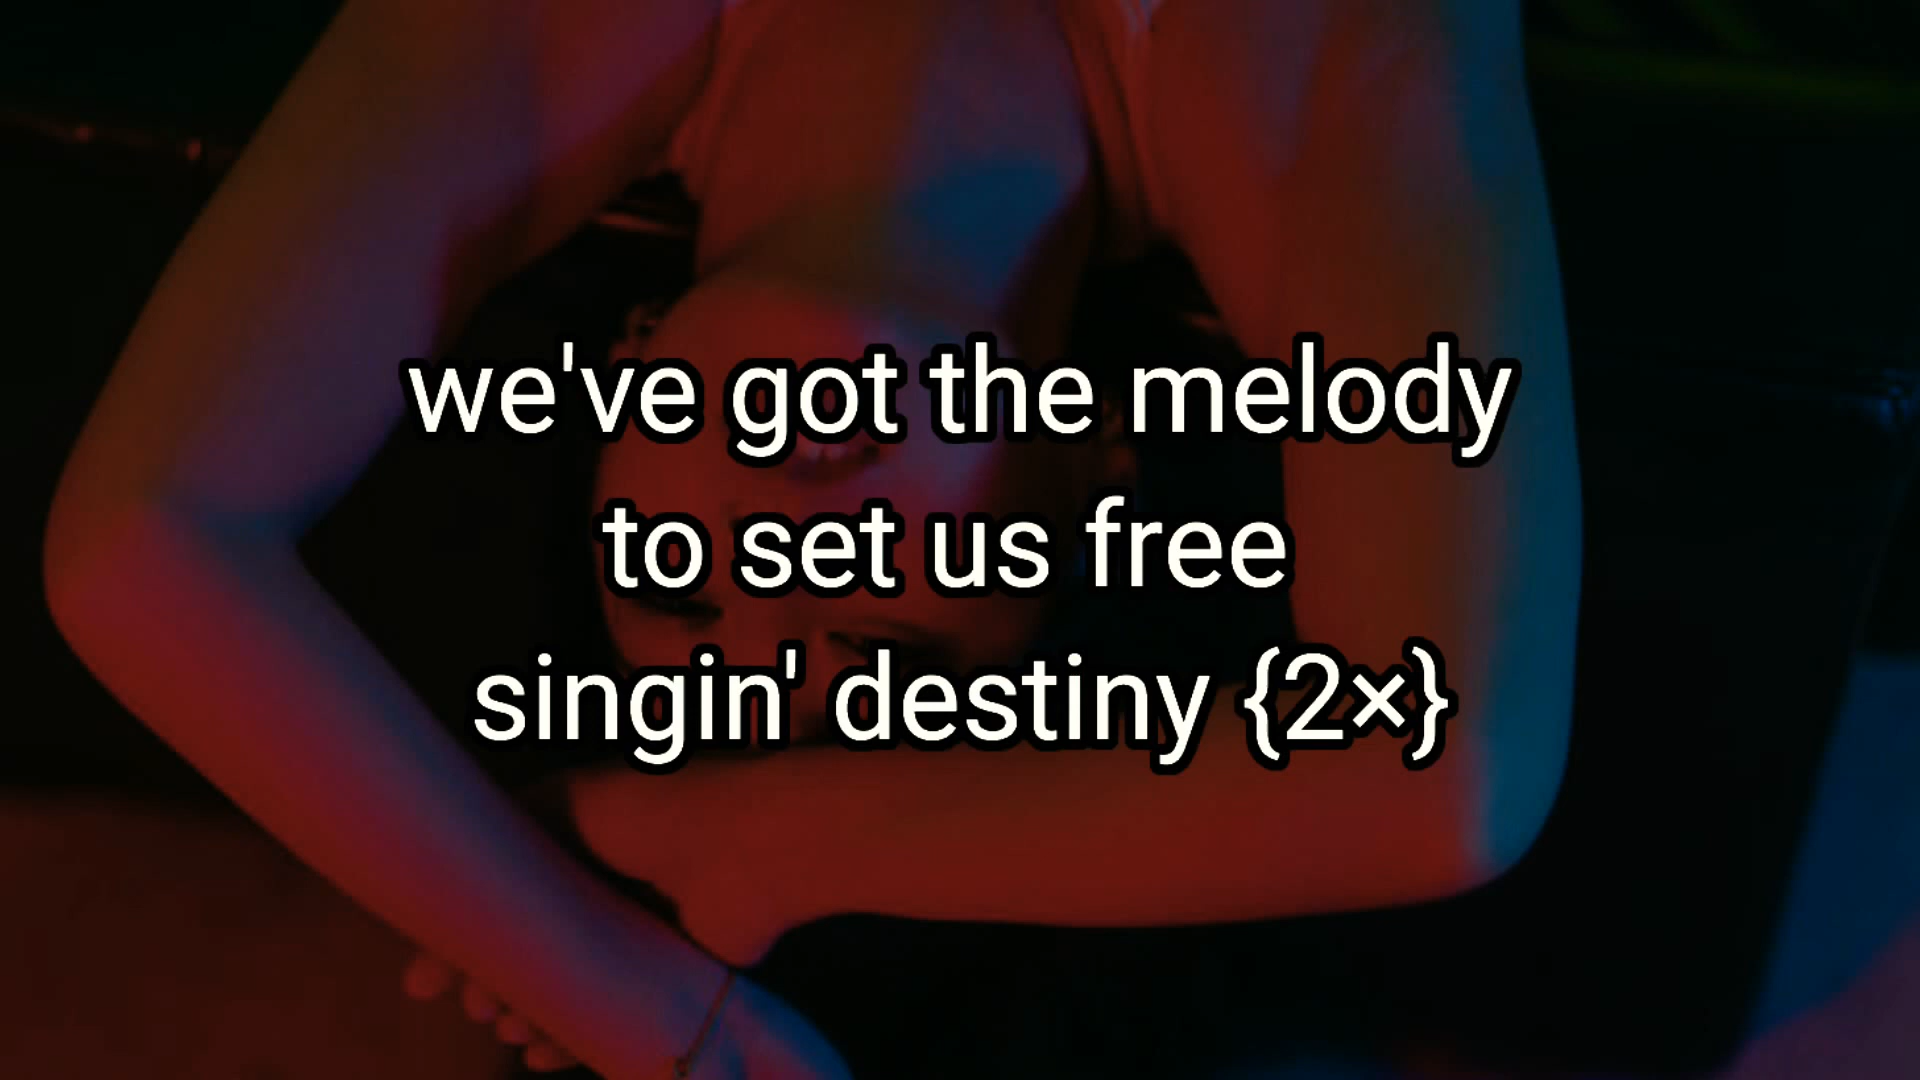 we've got the melody
to set us free
singin' destiny {2×}